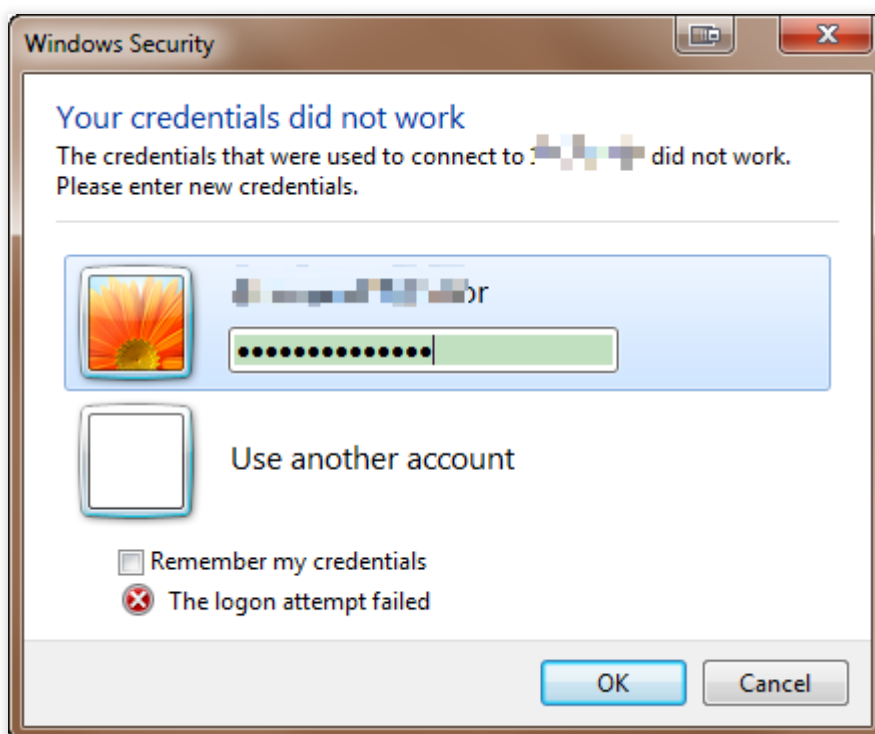 Windows Security
Your credentials did not work
The credentials that were used to connect to did not work.
Please enter new credentials.
••••••••••••••
Use another account
Remember my credentials
The logon attempt failed
OK
Cancel